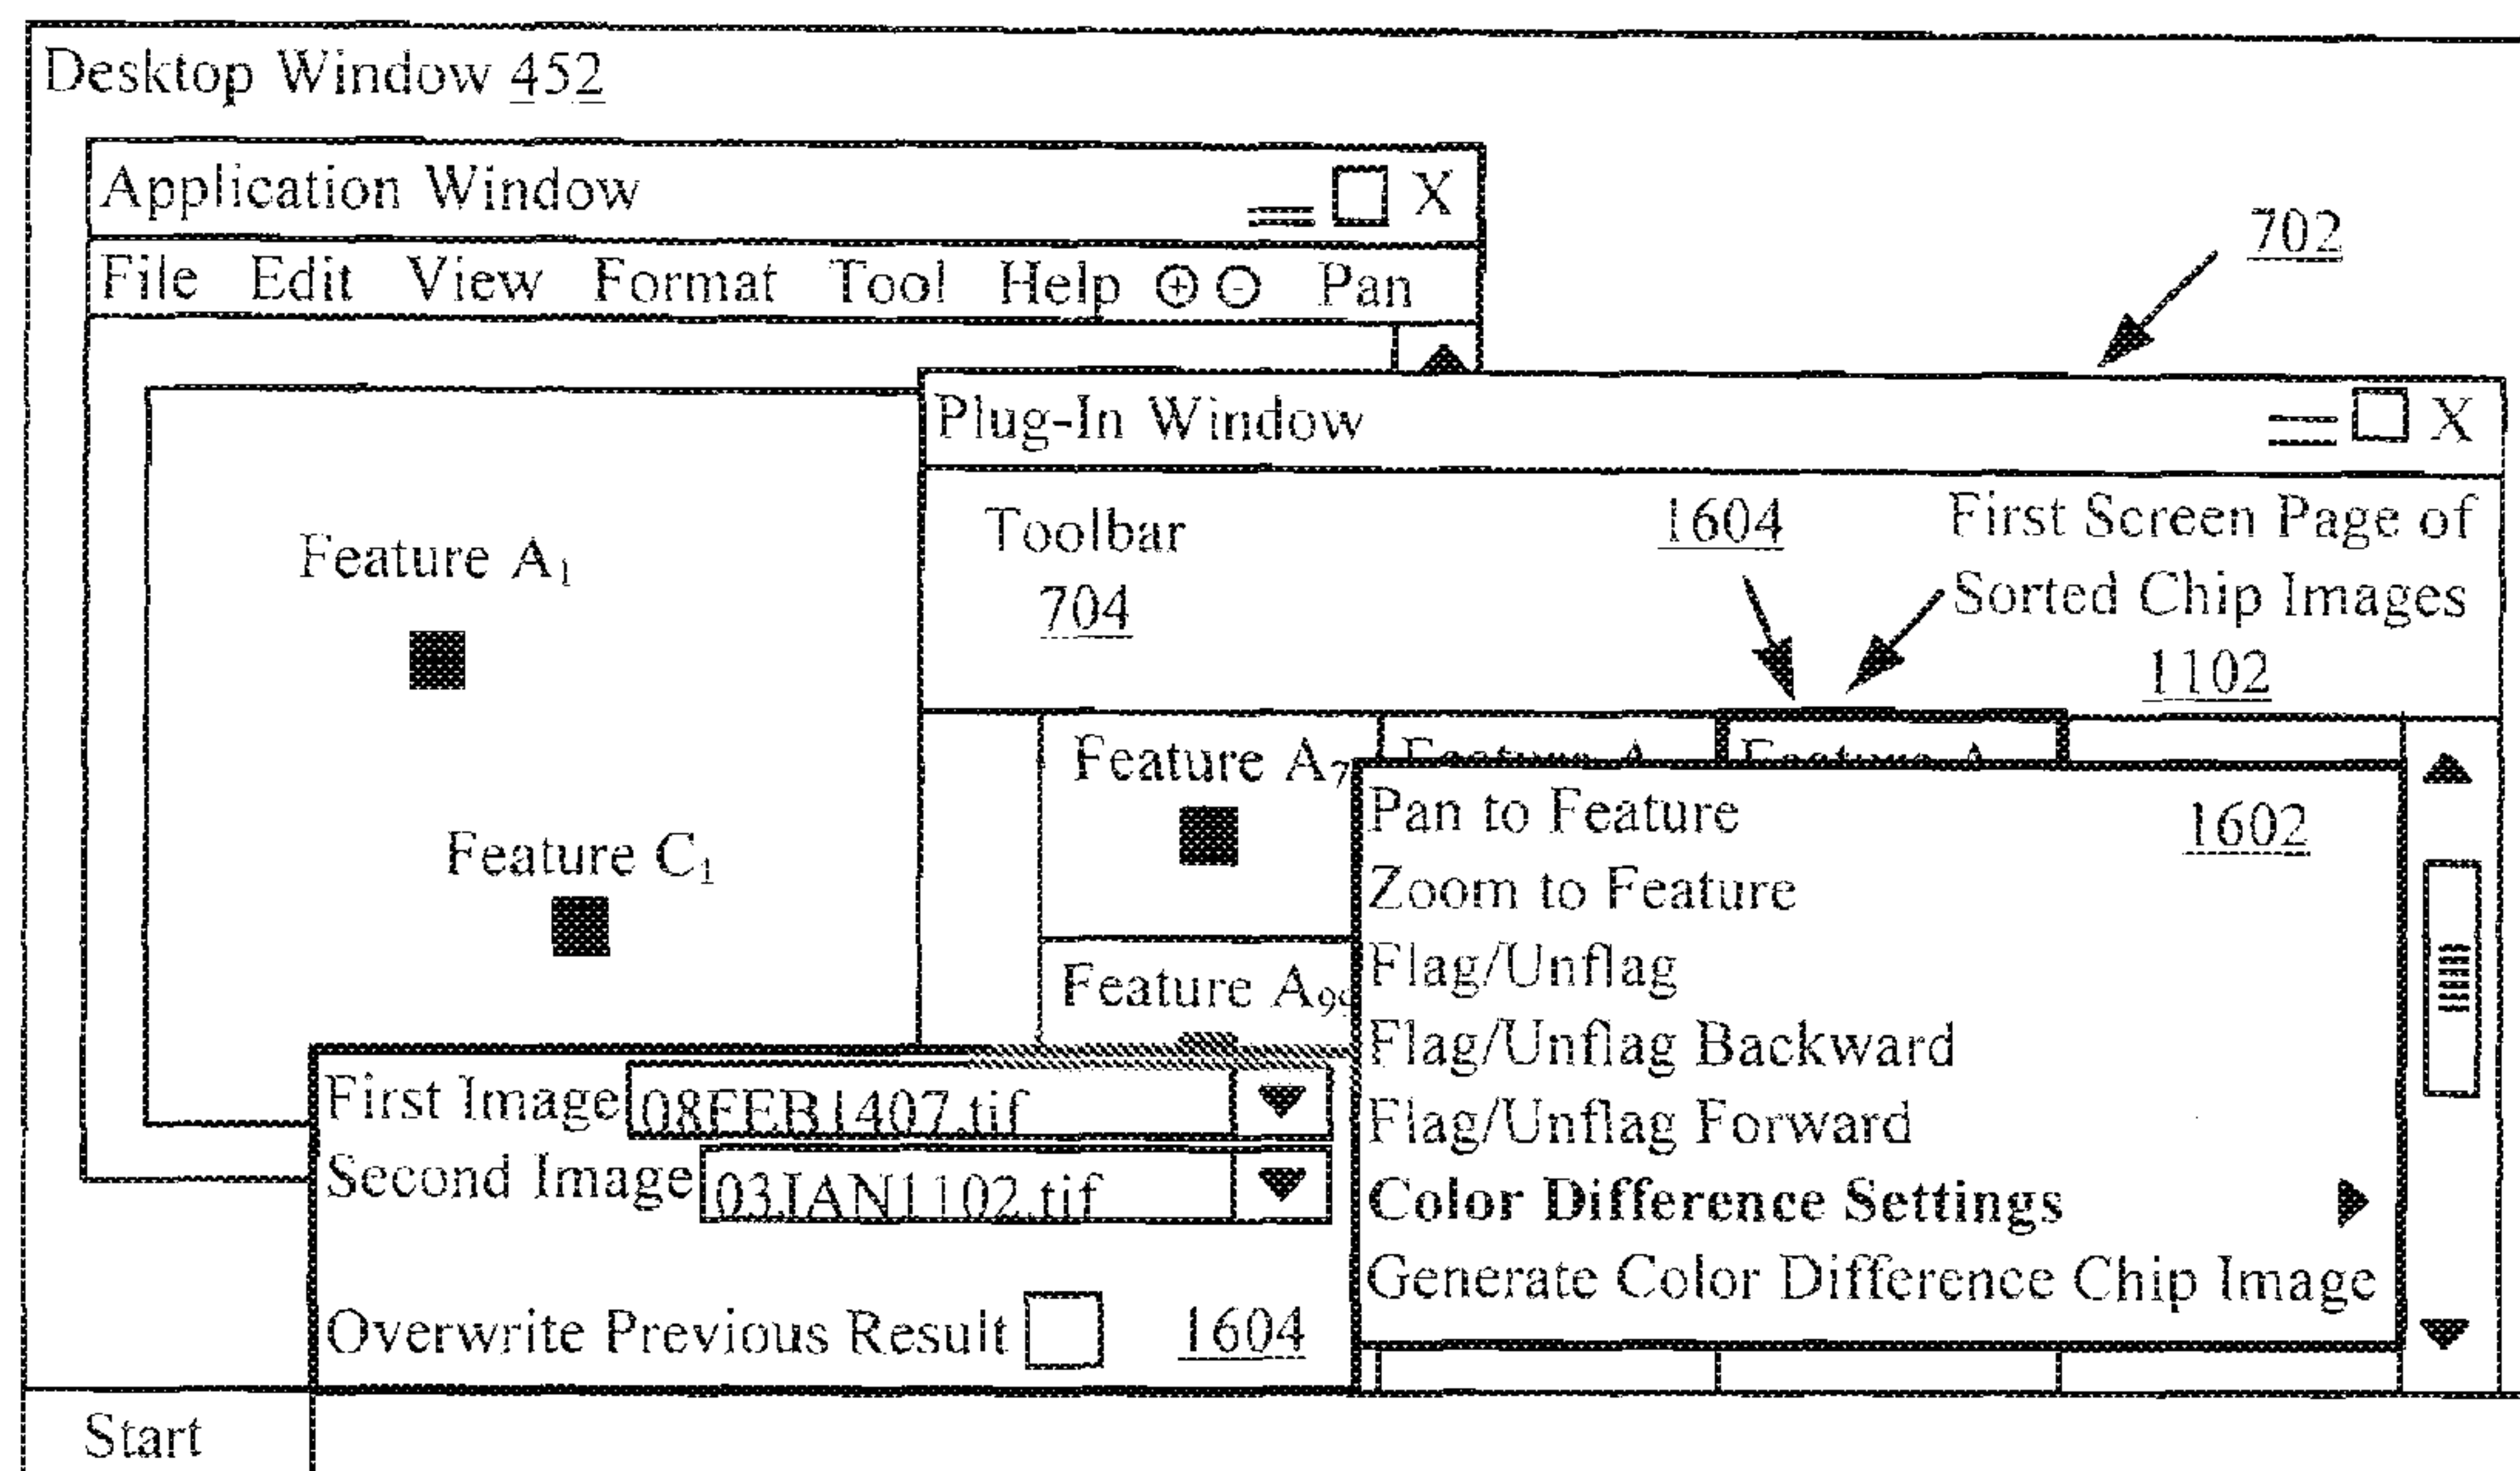 Desktop Window 452
Application Window X
File Edit View Format Tool Help + - Pan
702
Plug-In Window X
Toolbar
704
1604
First Screen Page of
Sorted Chip Images
1102
Feature A₁
Feature C₁
Feature A₇
Feature A
Feature A
Feature A₉
Pan to Feature
1602
Zoom to Feature
Flag/Unflag
Flag/Unflag Backward
Flag/Unflag Forward
Color Difference Settings
Generate Color Difference Chip Image
First Image 08FEB1407.tif
Second Image 03JAN1102.tif
Overwrite Previous Result 1604
Start